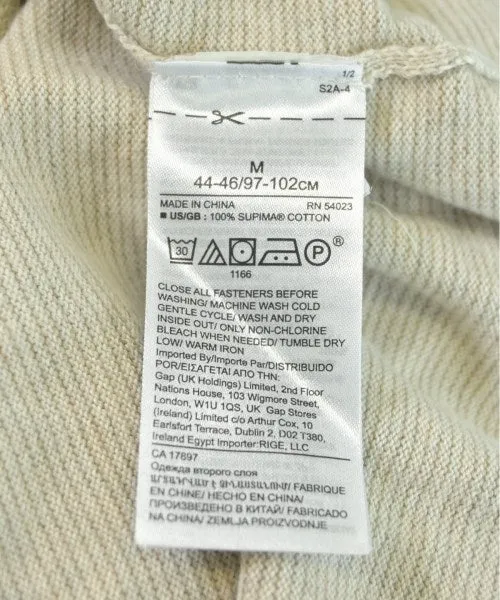 1/2
S2A-4
M
44-46/97-102CM
MADE IN CHINA RN 54023
■ US/GB : 100% SUPIMA® COTTON
30 P ®
1166
CLOSE ALL FASTENERS BEFORE
WASHING/ MACHINE WASH COLD
GENTLE CYCLE/ WASH AND DRY
INSIDE OUT/ ONLY NON-CHLORINE
BLEACH WHEN NEEDED/ TUMBLE DRY
LOW/ WARM IRON
Imported By/Importe Par/DISTRIBUIDO
POR/ΕΙΣΑΓΕΤΑΙ ΑΠΟ ΤΗΝ:
Gap (UK Holdings) Limited, 2nd Floor
Nations House, 103 Wigmore Street,
London, W1U 1QS, UK Gap Stores
(Ireland) Limited c/o Arthur Cox, 10
Earlsfort Terrace, Dublin 2, D02 T380,
Ireland Egypt Importer:RIGE, LLC
CA 17897
Одежда второго слоя
ԱՐՏԱԴՐՎԱԾ Է ՉԻՆԱՍՏԱՆՈՒՄ/ FABRIQUE
EN CHINE/ HECHO EN CHINA/
ПРОИЗВЕДЕНО В КИТАЙ/ FABRICADO
NA CHINA/ ZEMLJA PROIZVODNJE